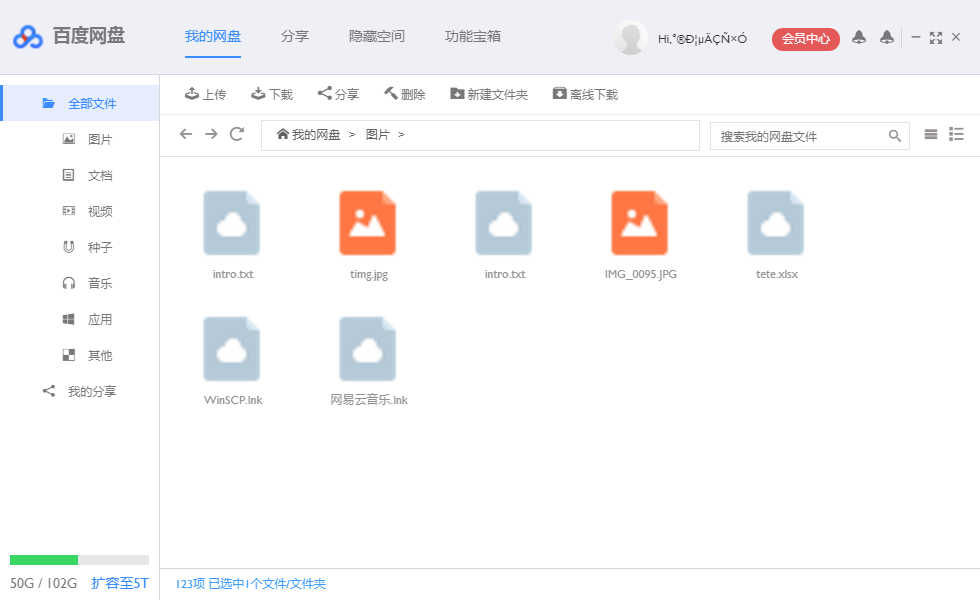 百度网盘
我的网盘 分享 隐藏空间 功能宝箱
Hi,°®Ð¦µÄÇÑ×Ó
会员中心
上传 下载 分享 删除 新建文件夹 离线下载
我的网盘 > 图片 >
搜索我的网盘文件
全部文件
图片
文档
视频
种子
音乐
应用
其他
我的分享
intro.txt timg.jpg intro.txt IMG_0095.JPG tete.xlsx
WinSCP.lnk 网易云音乐.lnk
50G / 102G 扩容至5T
123项 已选中1个文件/文件夹